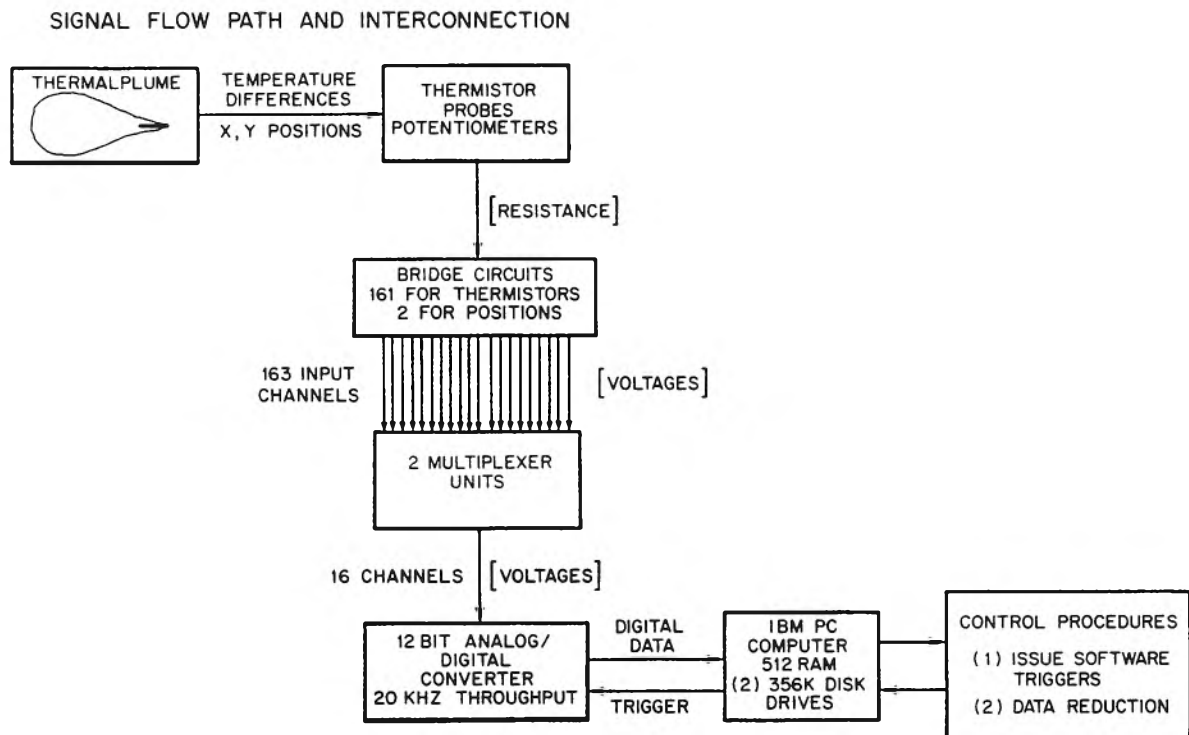 SIGNAL FLOW PATH AND INTERCONNECTION
THERMALPLUME
TEMPERATURE
DIFFERENCES
X, Y POSITIONS
THERMISTOR
PROBES
POTENTIOMETERS
[RESISTANCE]
BRIDGE CIRCUITS
161 FOR THERMISTORS
2 FOR POSITIONS
163 INPUT
CHANNELS
[VOLTAGES]
2 MULTIPLEXER
UNITS
16 CHANNELS
[VOLTAGES]
12 BIT ANALOG/
DIGITAL
CONVERTER
20 KHZ THROUGHPUT
DIGITAL
DATA
TRIGGER
IBM PC
COMPUTER
512 RAM
(2) 356K DISK
DRIVES
CONTROL PROCEDURES
(1) ISSUE SOFTWARE
TRIGGERS
(2) DATA REDUCTION